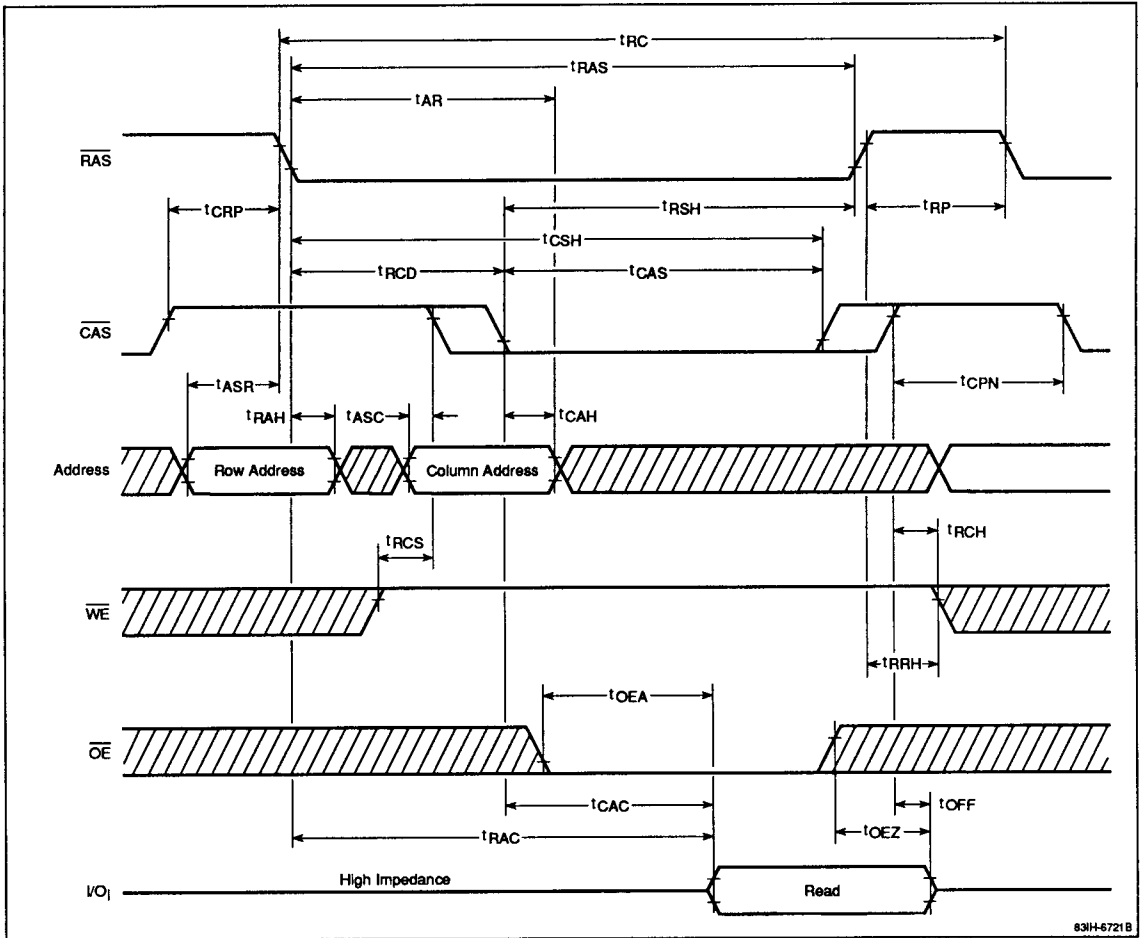 tRC
tRAS
tAR
RAS
tCRP
tRSH
tRP
tCSH
tRCD
tCAS
CAS
tASR
tCPN
tRAH
tASC
tCAH
Address
Row Address
Column Address
tRCS
tRCH
WE
tRRH
tOEA
OE
tCAC
tOFF
tRAC
tOEZ
High Impedance
I/Oi
Read
83IH-6721B